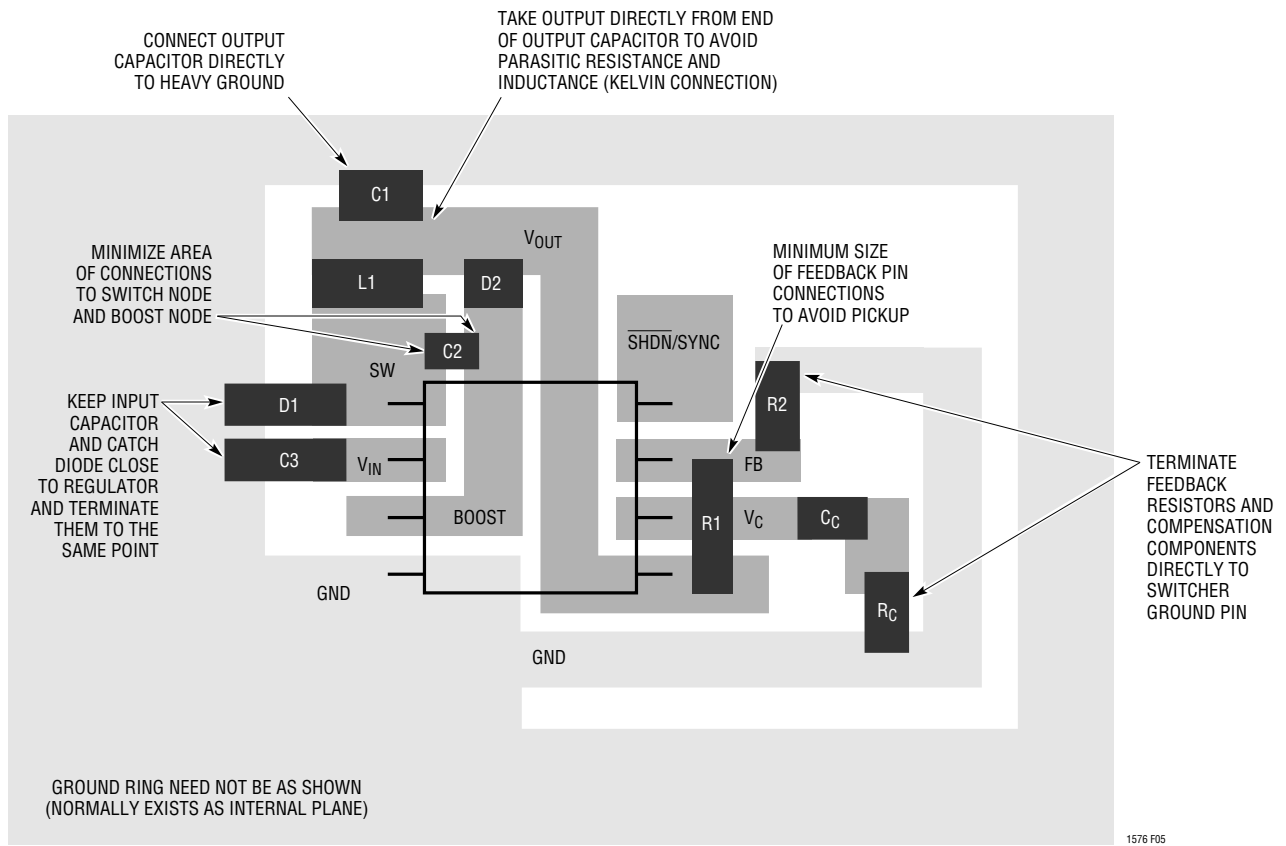 CONNECT OUTPUT
CAPACITOR DIRECTLY
TO HEAVY GROUND
TAKE OUTPUT DIRECTLY FROM END
OF OUTPUT CAPACITOR TO AVOID
PARASITIC RESISTANCE AND
INDUCTANCE (KELVIN CONNECTION)
C1
VOUT
MINIMIZE AREA
OF CONNECTIONS
TO SWITCH NODE
AND BOOST NODE
L1
D2
C2
SW
MINIMUM SIZE
OF FEEDBACK PIN
CONNECTIONS
TO AVOID PICKUP
S̅H̅D̅N̅/SYNC
KEEP INPUT
CAPACITOR
AND CATCH
DIODE CLOSE
TO REGULATOR
AND TERMINATE
THEM TO THE
SAME POINT
D1
C3
VIN
BOOST
GND
R2
FB
R1
VC
CC
RC
GND
TERMINATE
FEEDBACK
RESISTORS AND
COMPENSATION
COMPONENTS
DIRECTLY TO
SWITCHER
GROUND PIN
GROUND RING NEED NOT BE AS SHOWN
(NORMALLY EXISTS AS INTERNAL PLANE)
1576 F05